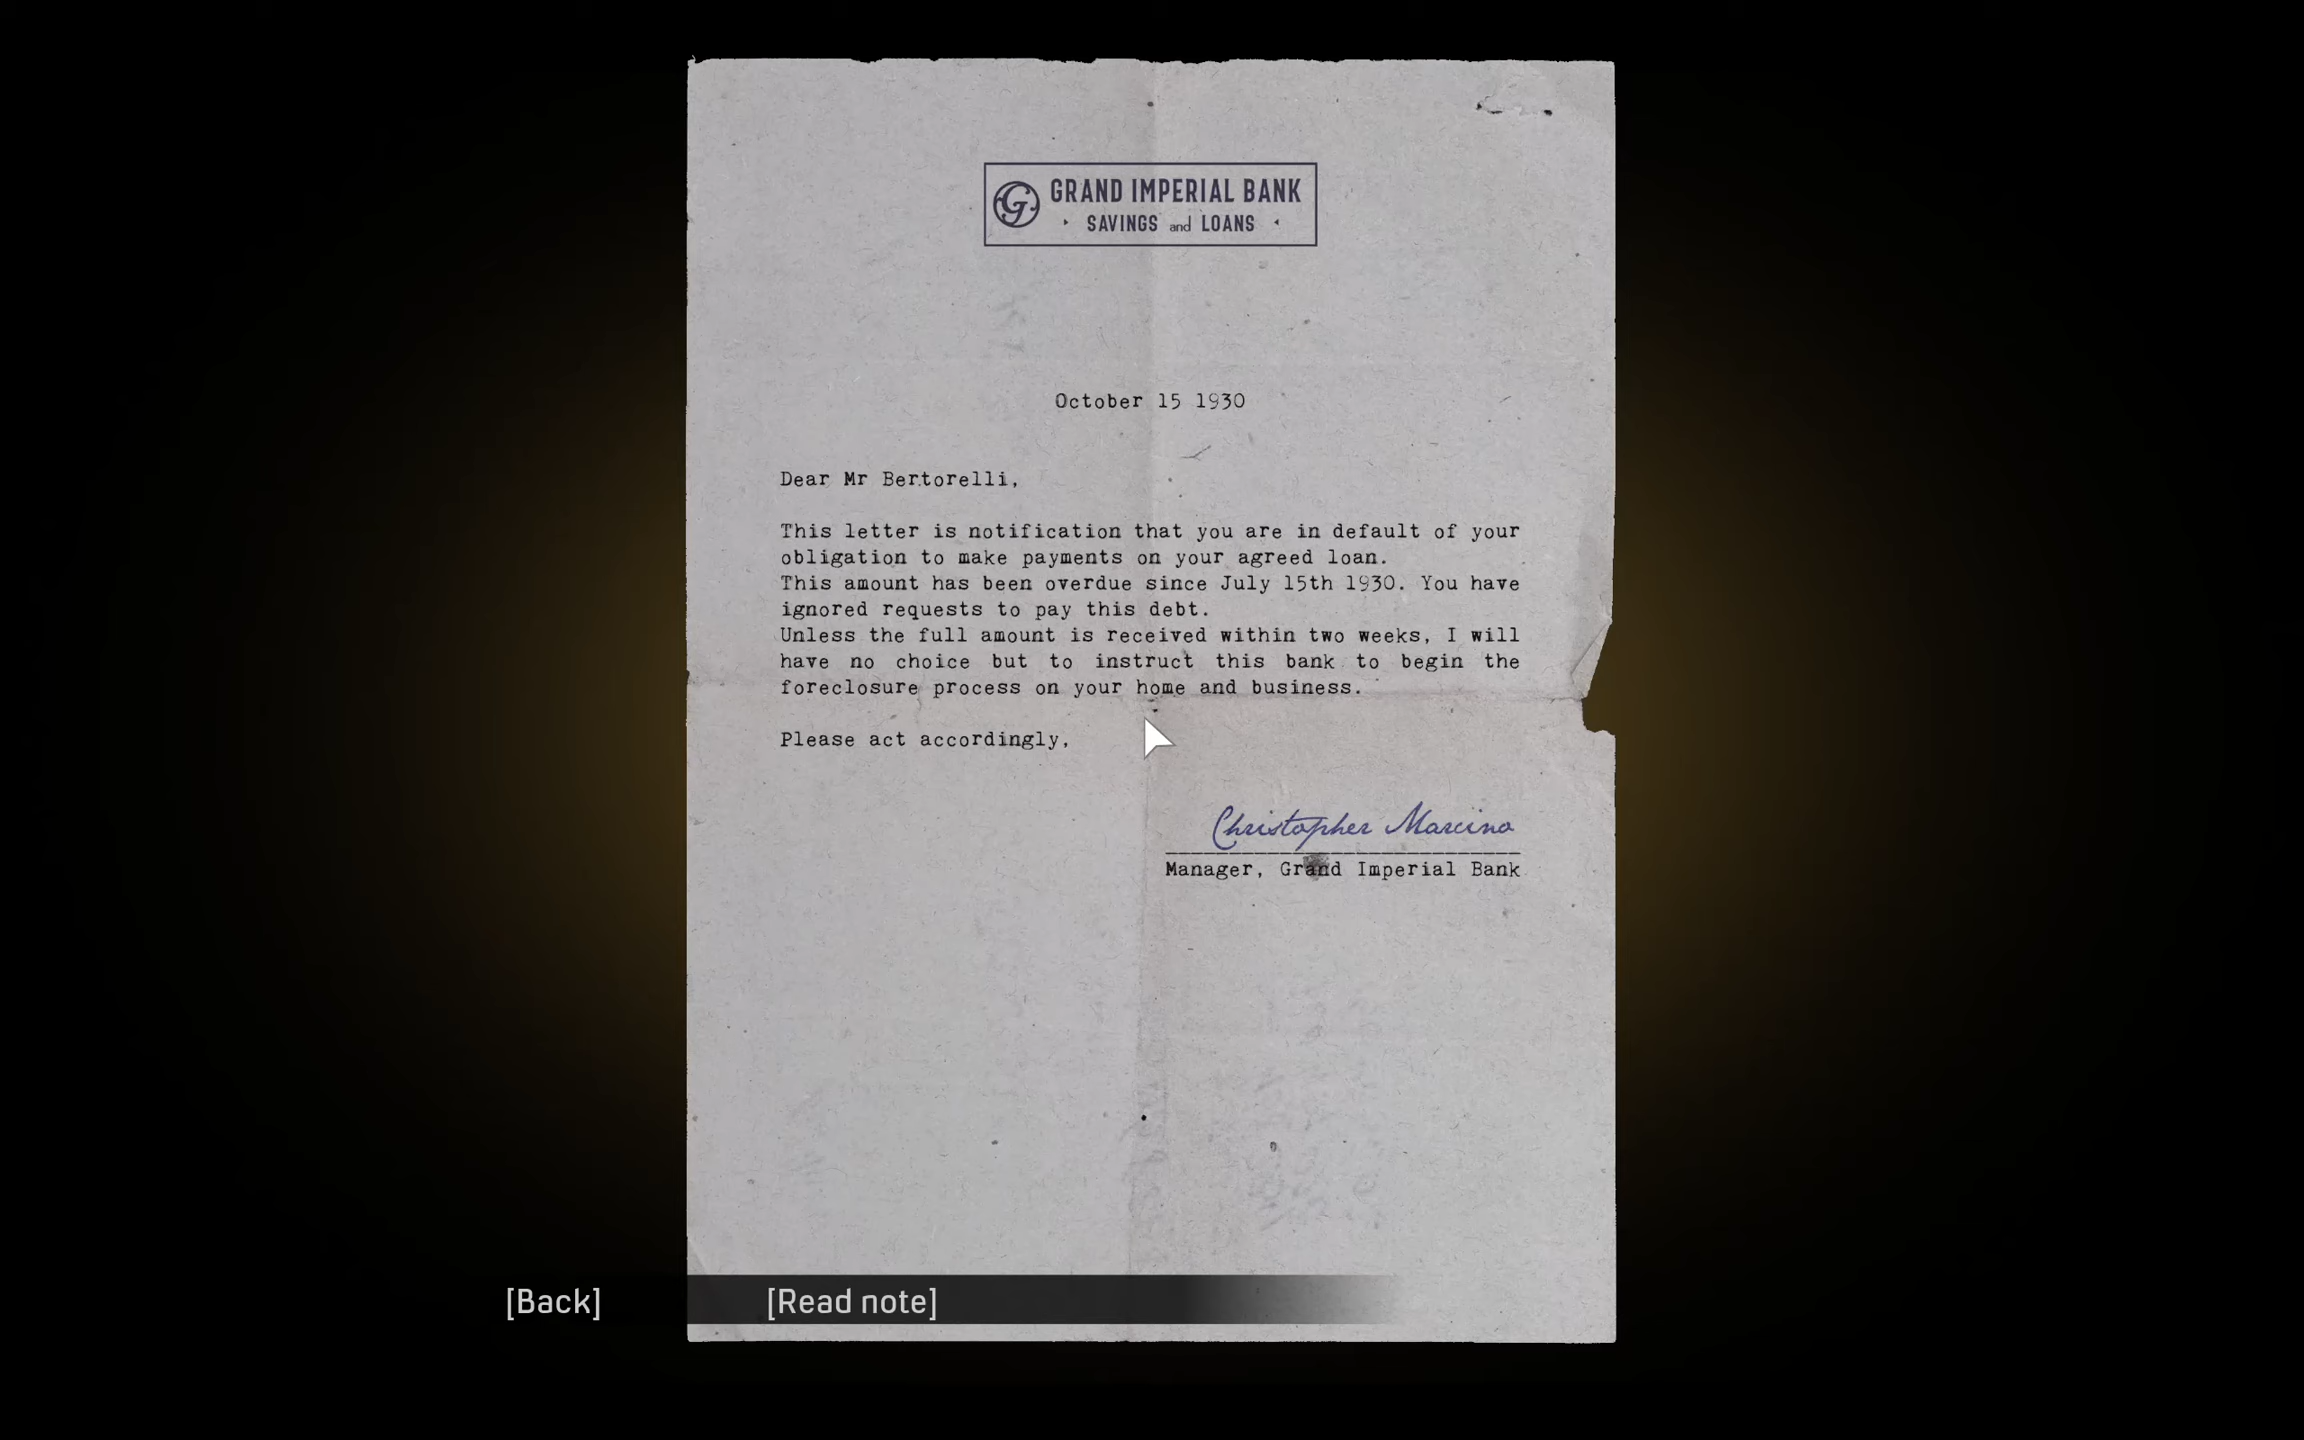 GRAND IMPERIAL BANK
SAVINGS and LOANS
October 15 1930
Dear Mr Bertorelli,
This letter is notification that you are in default of your
obligation to make payments on your agreed loan.
This amount has been overdue since July 15th 1930. You have
ignored requests to pay this debt.
Unless the full amount is received within two weeks, I will
have no choice but to instruct this bank to begin the
foreclosure process on your home and business.
Please act accordingly,
Christopher Marcino
Manager, Grand Imperial Bank
[Back] [Read note]